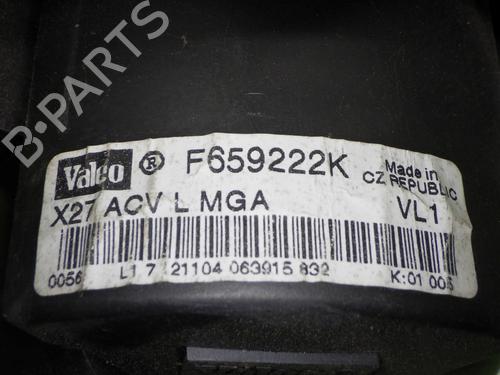 B-PARTS
Valeo ® F659222K Made in
CZ REPUBLIC
X27 ACV L MGA VL1
0056 L1 7 21104 063915 832 K:01 005